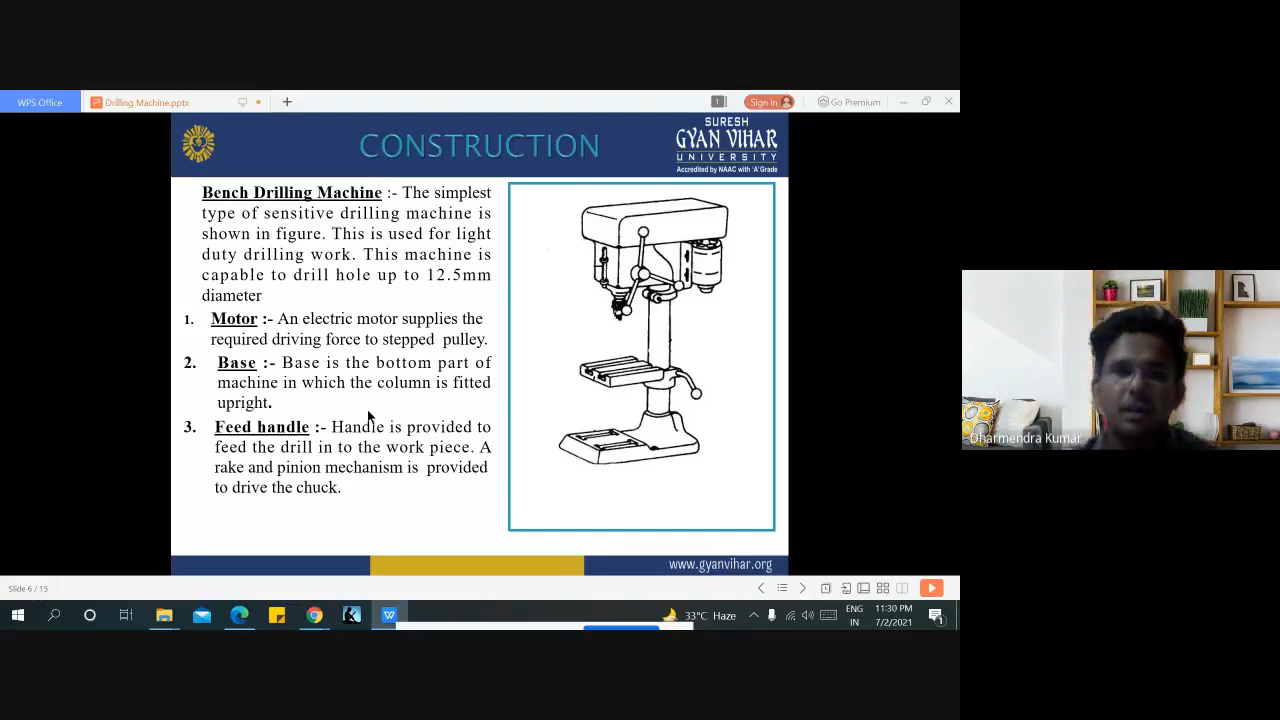 WPS Office
Drilling Machine.pptx
1
Sign in
Go Premium
CONSTRUCTION
SURESH
GYAN VIHAR
UNIVERSITY
Accredited by NAAC with 'A' Grade
Bench Drilling Machine :- The simplest
type of sensitive drilling machine is
shown in figure. This is used for light
duty drilling work. This machine is
capable to drill hole up to 12.5mm
diameter
1. Motor :- An electric motor supplies the
required driving force to stepped pulley.
2. Base :- Base is the bottom part of
machine in which the column is fitted
upright.
3. Feed handle :- Handle is provided to
feed the drill in to the work piece. A
rake and pinion mechanism is provided
to drive the chuck.
www.gyanvihar.org
Dharmendra Kumar
Slide 6 / 15
33°C Haze
ENG
IN
11:30 PM
7/2/2021
1